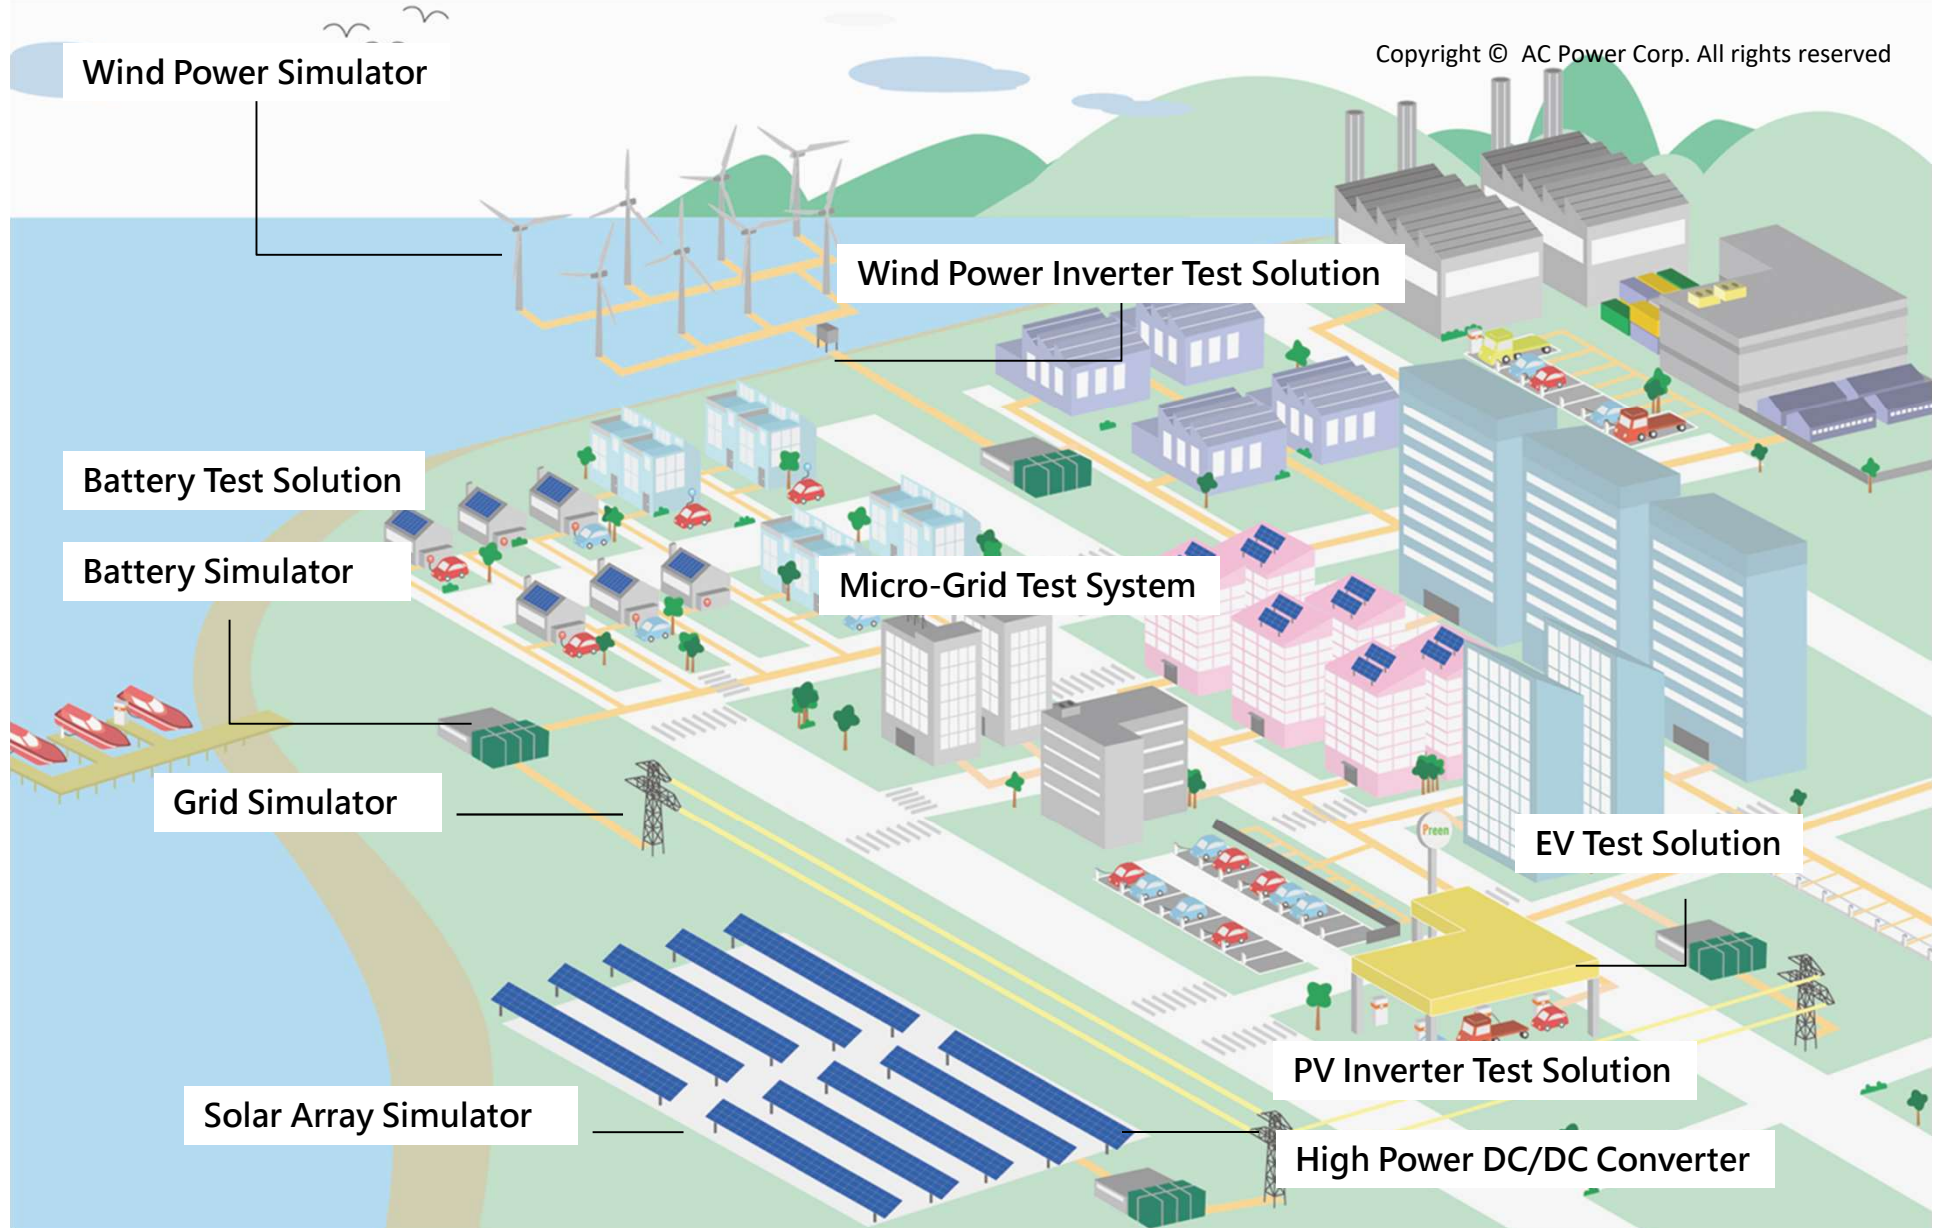 Copyright © AC Power Corp. All rights reserved
Wind Power Simulator
Wind Power Inverter Test Solution
Battery Test Solution
Battery Simulator
Micro-Grid Test System
Grid Simulator
Preen
EV Test Solution
PV Inverter Test Solution
Solar Array Simulator
High Power DC/DC Converter